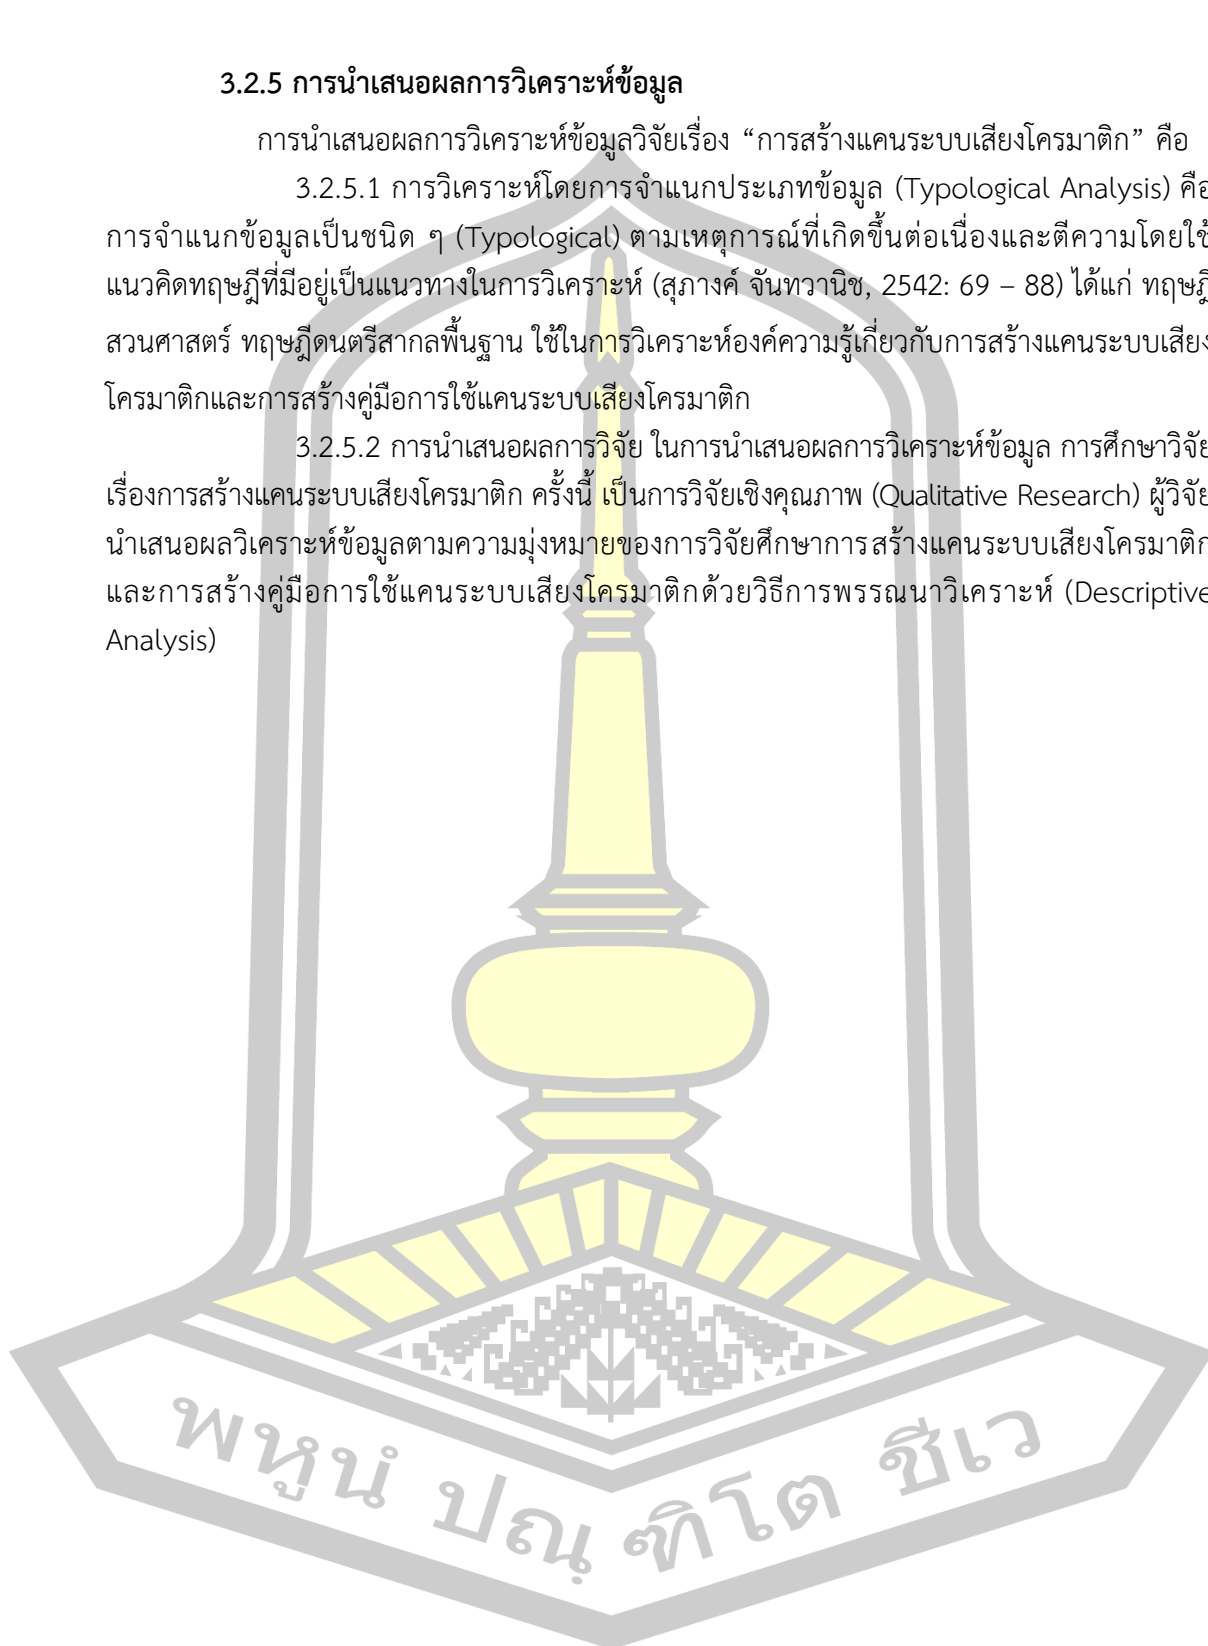 3.2.5 การนำเสนอผลการวิเคราะห์ข้อมูล
การนำเสนอผลการวิเคราะห์ข้อมูลวิจัยเรื่อง “การสร้างแคนระบบเสียงโครมาติก” คือ
3.2.5.1 การวิเคราะห์โดยการจำแนกประเภทข้อมูล (Typological Analysis) คือ
การจำแนกข้อมูลเป็นชนิด ๆ (Typological) ตามเหตุการณ์ที่เกิดขึ้นต่อเนื่องและตีความโดยใช้
แนวคิดทฤษฎีที่มีอยู่เป็นแนวทางในการวิเคราะห์ (สุภางค์ จันทวานิช, 2542: 69 – 88) ได้แก่ ทฤษฎี
สวนศาสตร์ ทฤษฎีดนตรีสากลพื้นฐาน ใช้ในการวิเคราะห์องค์ความรู้เกี่ยวกับการสร้างแคนระบบเสียง
โครมาติกและการสร้างคู่มือการใช้แคนระบบเสียงโครมาติก
3.2.5.2 การนำเสนอผลการวิจัย ในการนำเสนอผลการวิเคราะห์ข้อมูล การศึกษาวิจัย
เรื่องการสร้างแคนระบบเสียงโครมาติก ครั้งนี้ เป็นการวิจัยเชิงคุณภาพ (Qualitative Research) ผู้วิจัย
นำเสนอผลวิเคราะห์ข้อมูลตามความมุ่งหมายของการวิจัยศึกษาการสร้างแคนระบบเสียงโครมาติก
และการสร้างคู่มือการใช้แคนระบบเสียงโครมาติกด้วยวิธีการพรรณนาวิเคราะห์ (Descriptive
Analysis)
พหูนํ ปณฺฑิโต ชีเว